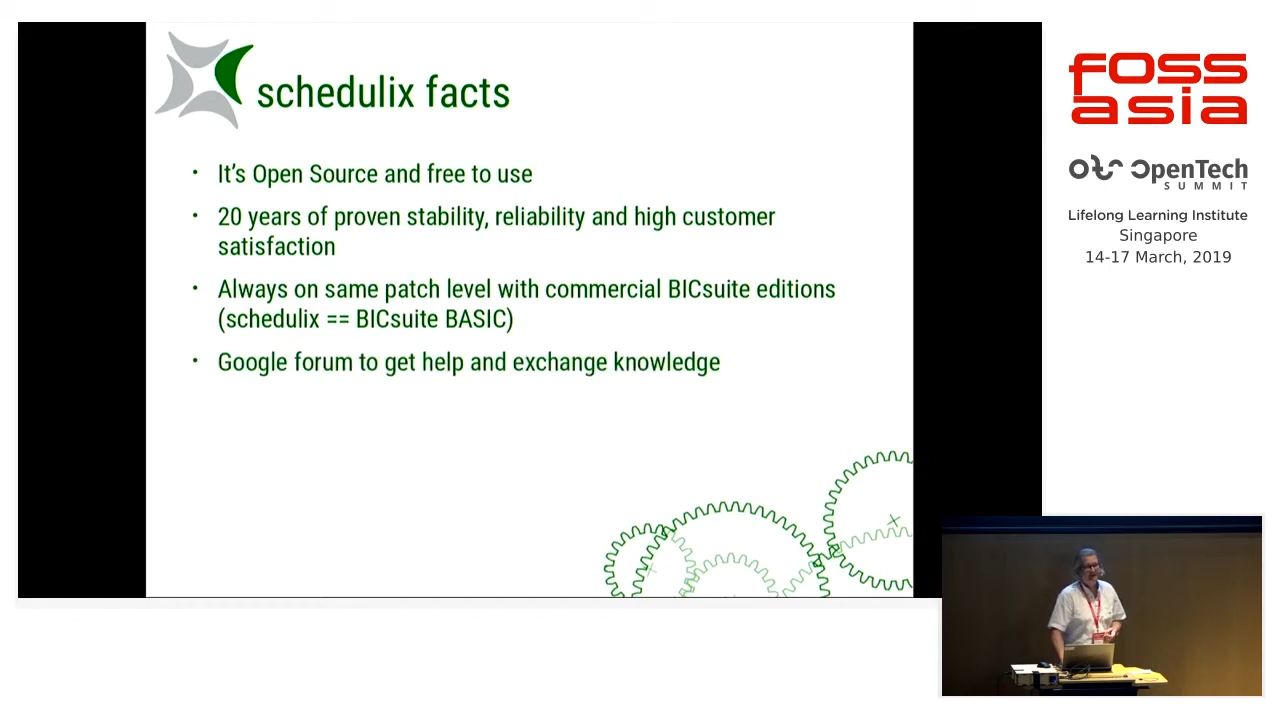 schedulix facts
• It’s Open Source and free to use
• 20 years of proven stability, reliability and high customer
satisfaction
• Always on same patch level with commercial BICsuite editions
(schedulix == BICsuite BASIC)
• Google forum to get help and exchange knowledge
fossasia
OpenTech
SUMMIT
Lifelong Learning Institute
Singapore
14-17 March, 2019